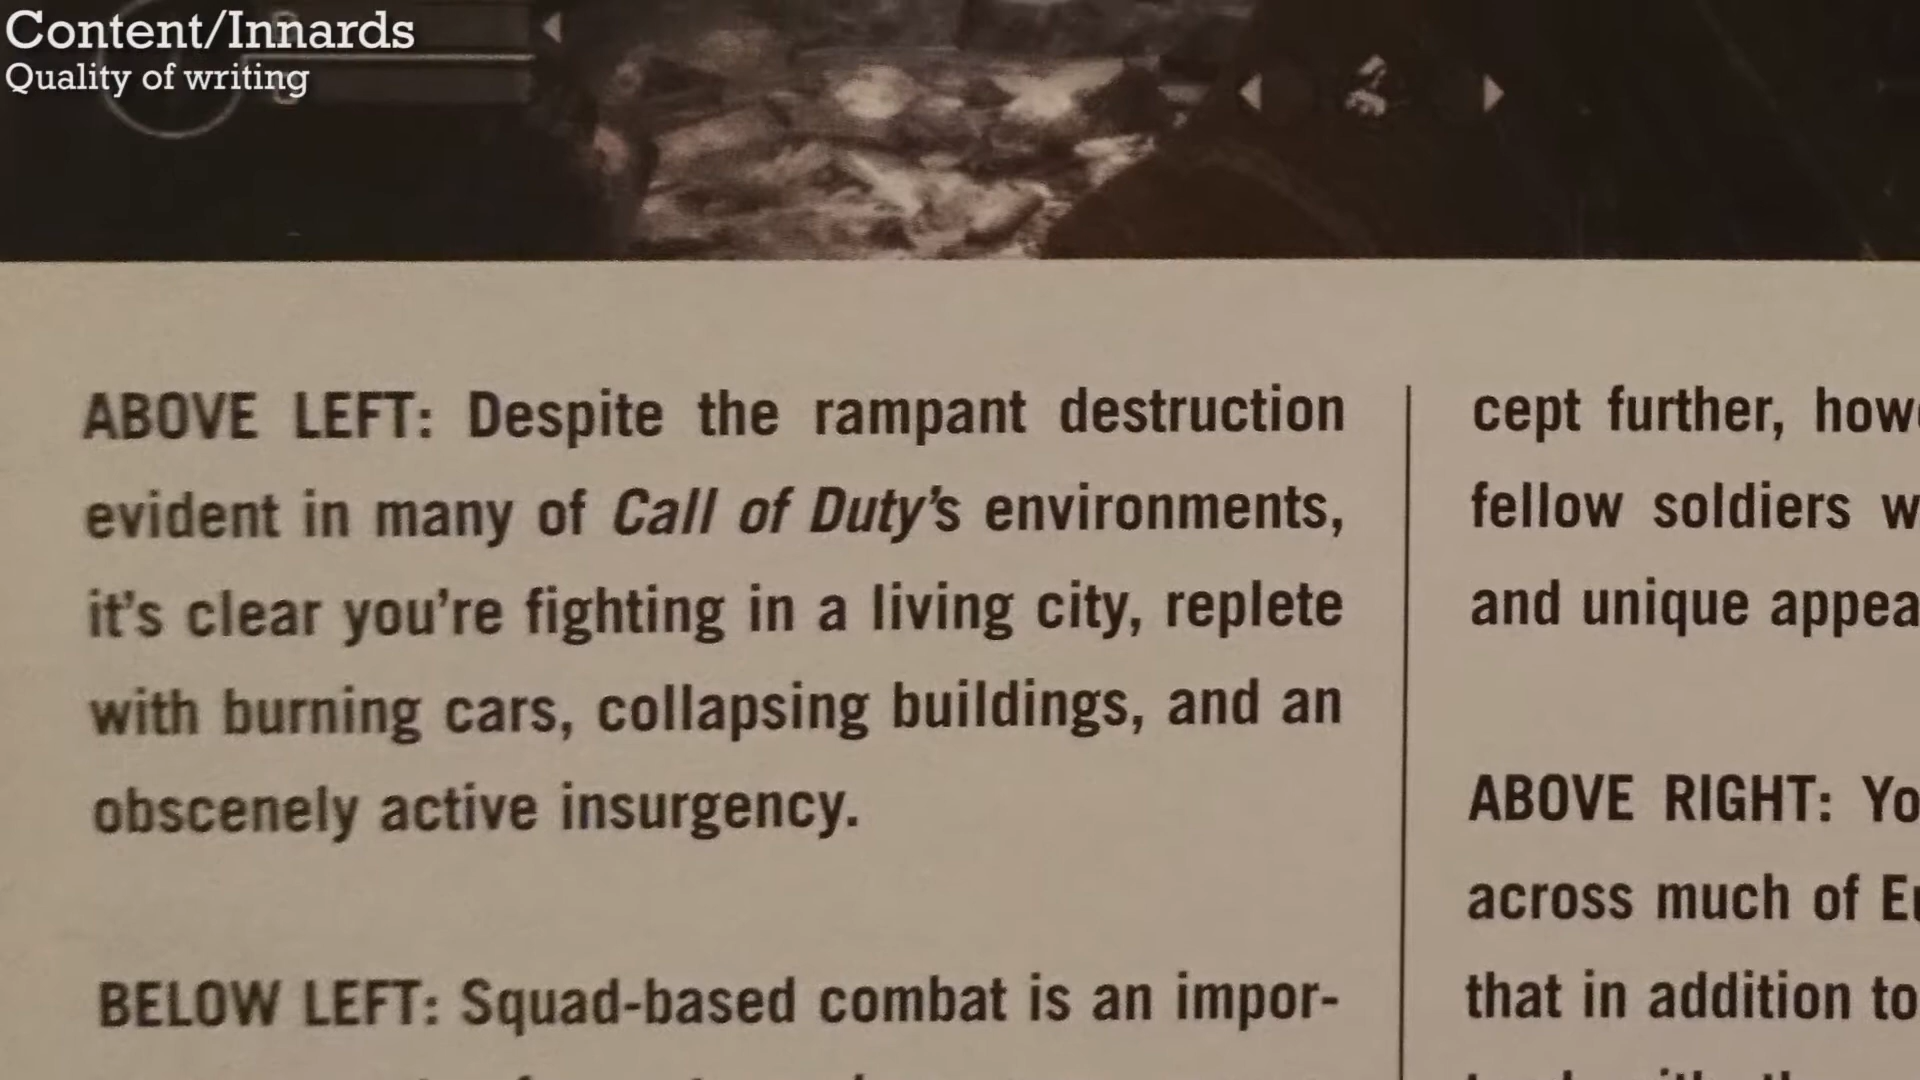 Content/Innards
Quality of writing
ABOVE LEFT: Despite the rampant destruction
evident in many of Call of Duty's environments,
it's clear you're fighting in a living city, replete
with burning cars, collapsing buildings, and an
obscenely active insurgency.
BELOW LEFT: Squad-based combat is an impor-
cept further,
fellow soldiers
and unique
ABOVE RIGHT:
across much of
that in addition to